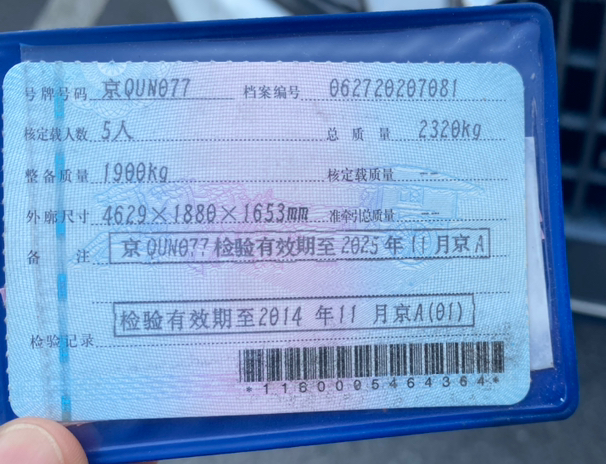 号牌号码 京QUN077 档案编号 062720207081
核定载人数 5人 总质量 2320kg
整备质量 1900kg 核定载质量 --
外廓尺寸 4629×1880×1653mm 准牵引总质量 --
备注 京QUN077检验有效期至2025年11月京A
检验有效期至2014年11月京A(01)
检验记录
*1160005464364*